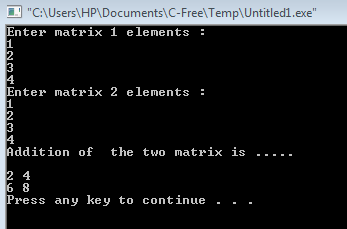 "C:\Users\HP\Documents\C-Free\Temp\Untitled1.exe"
Enter matrix 1 elements :
1
2
3
4
Enter matrix 2 elements :
1
2
3
4
Addition of  the two matrix is .....
2 4
6 8
Press any key to continue . . .